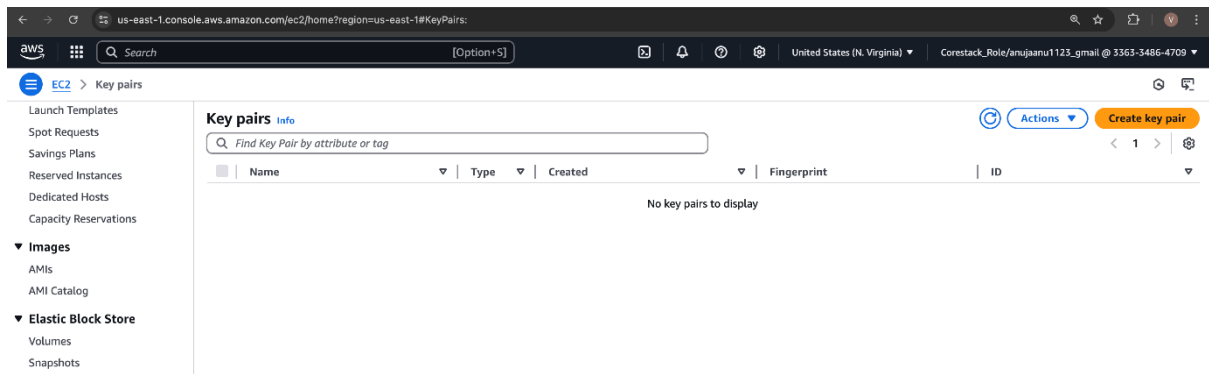 us-east-1.console.aws.amazon.com/ec2/home?region=us-east-1#KeyPairs:
V
aws
Search
[Option+S]
United States (N. Virginia)
Corestack_Role/anujaanu1123_gmail @ 3363-3486-4709
EC2 > Key pairs
Launch Templates
Spot Requests
Savings Plans
Reserved Instances
Dedicated Hosts
Capacity Reservations
Images
AMIs
AMI Catalog
Elastic Block Store
Volumes
Snapshots
Key pairs Info
Actions
Create key pair
Find Key Pair by attribute or tag
1
Name
Type
Created
Fingerprint
ID
No key pairs to display